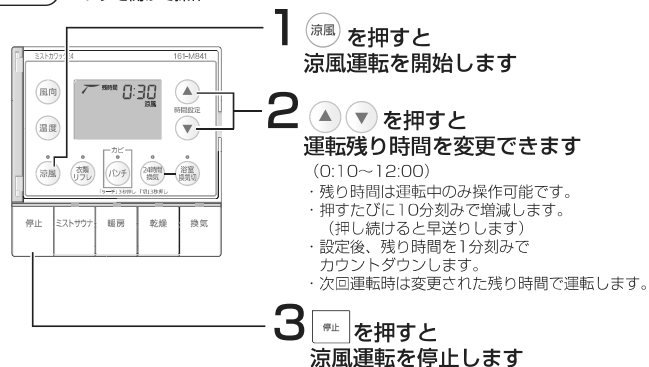 1 涼風 を押すと
涼風運転を開始します
ミストカワック24
161-M841
風向
残時間
0:30
涼風
▲
時間設定
▼
温度
カビ
涼風
衣類リフレ
パンチ
24時間換気
浴室換気切
停止
ミストサウナ
暖房
乾燥
換気
2 ▲ ▼ を押すと
運転残り時間を変更できます
(0:10～12:00)
・残り時間は運転中のみ操作可能です。
・押すたびに10分刻みで増減します。
(押し続けると早送りします)
・設定後、残り時間を1分刻みで
カウントダウンします。
・次回運転時は変更された残り時間で運転します。
3 停止 を押すと
涼風運転を停止します